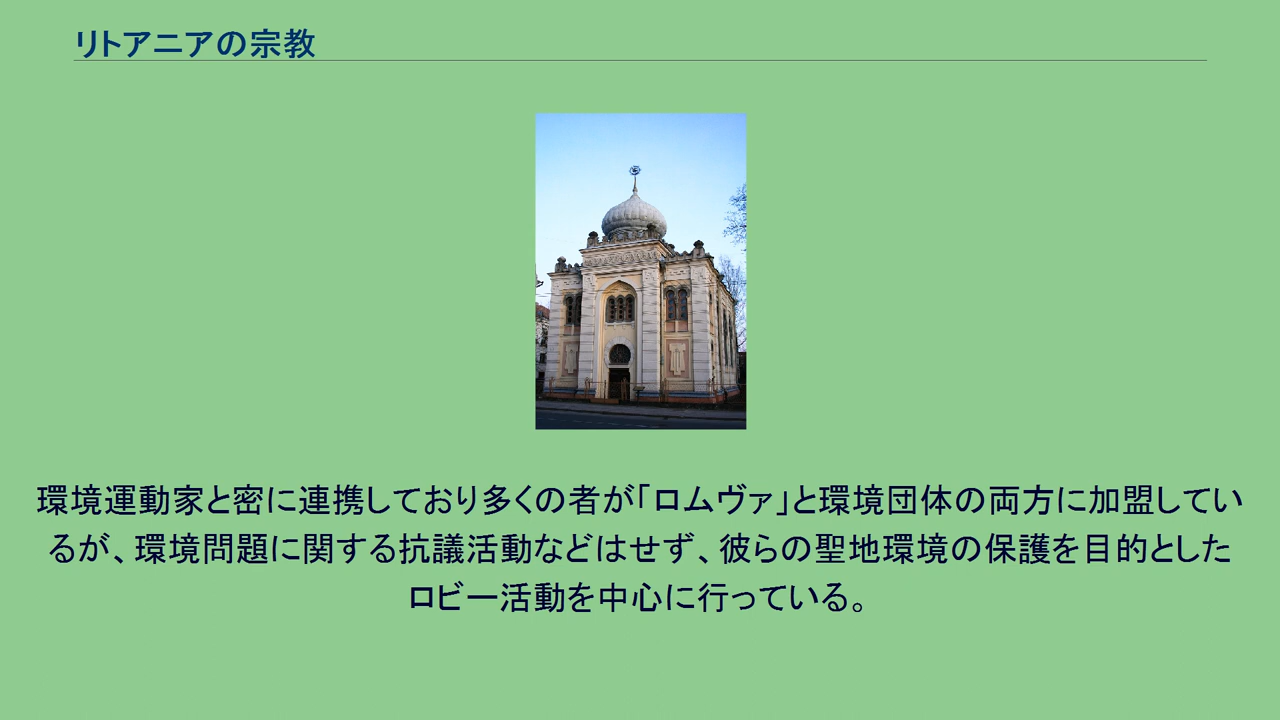 リトアニアの宗教
環境運動家と密に連携しており多くの者が「ロムヴァ」と環境団体の両方に加盟してい
るが、環境問題に関する抗議活動などはせず、彼らの聖地環境の保護を目的とした
ロビー活動を中心に行っている。